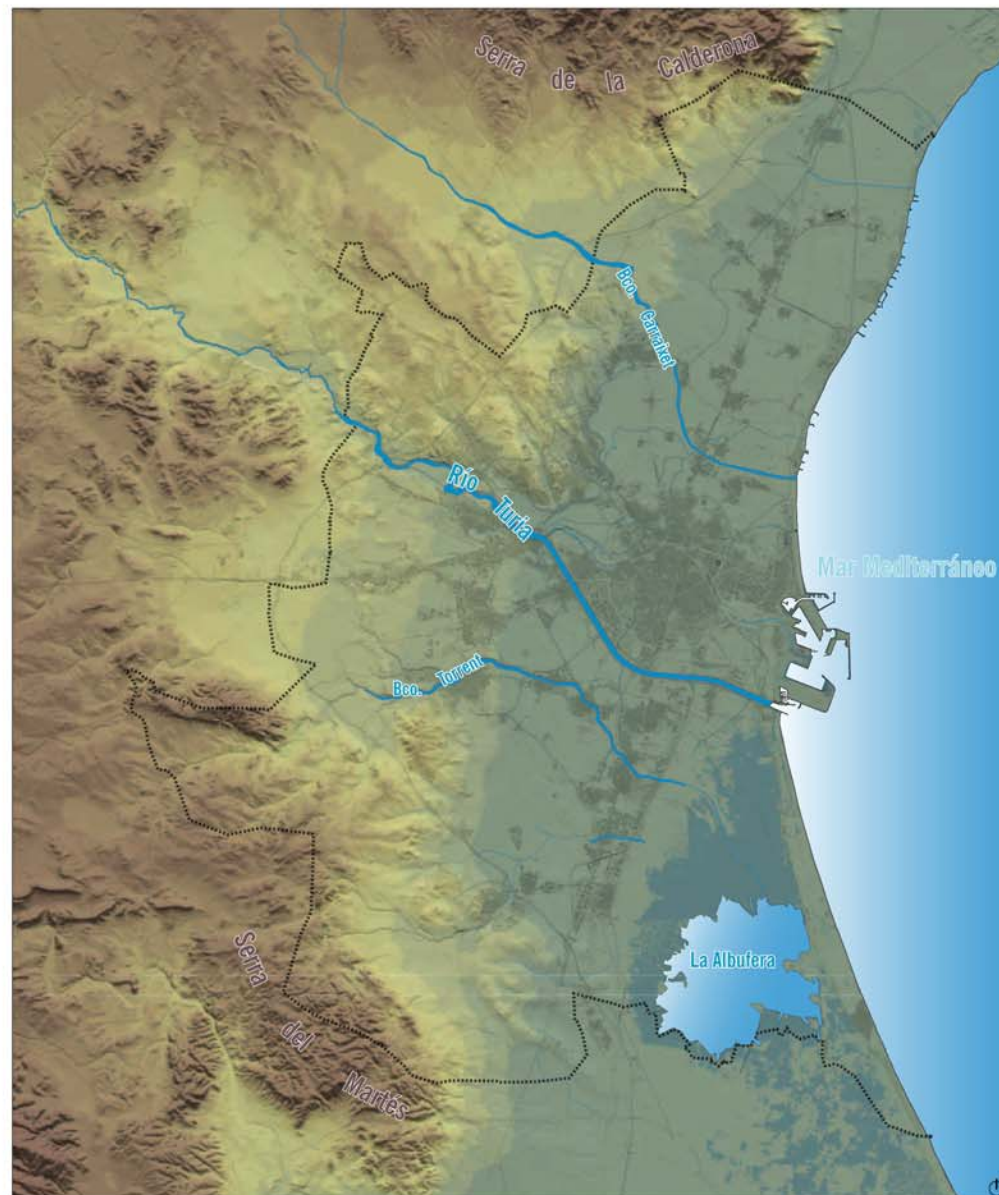 Serra de la Calderona
Bco. Carraixet
Río Turia
Mar Mediterráneo
Bco. Torrent
La Albufera
Serra del Martés